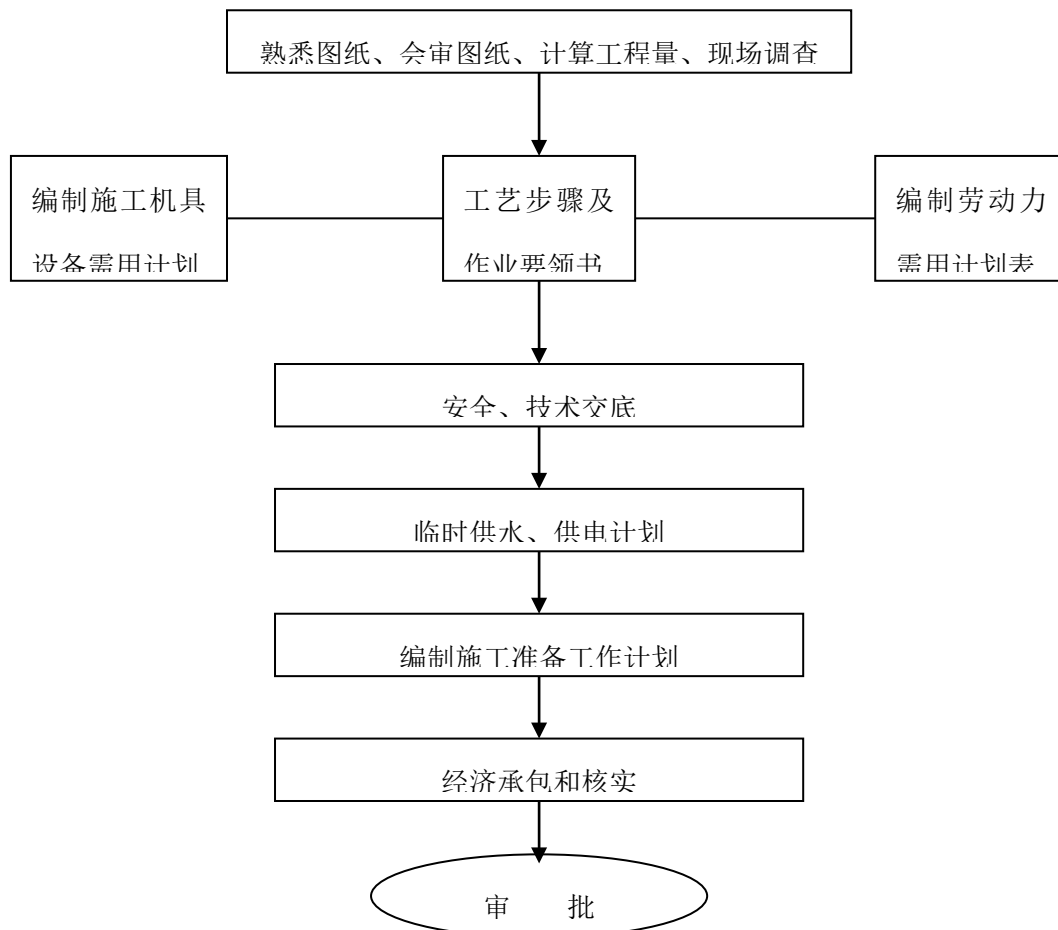 熟悉图纸、会审图纸、计算工程量、现场调查
编制施工机具
设备需用计划
工艺步骤及
作业要领书
编制劳动力
需用计划表
安全、技术交底
临时供水、供电计划
编制施工准备工作计划
经济承包和核实
审 批